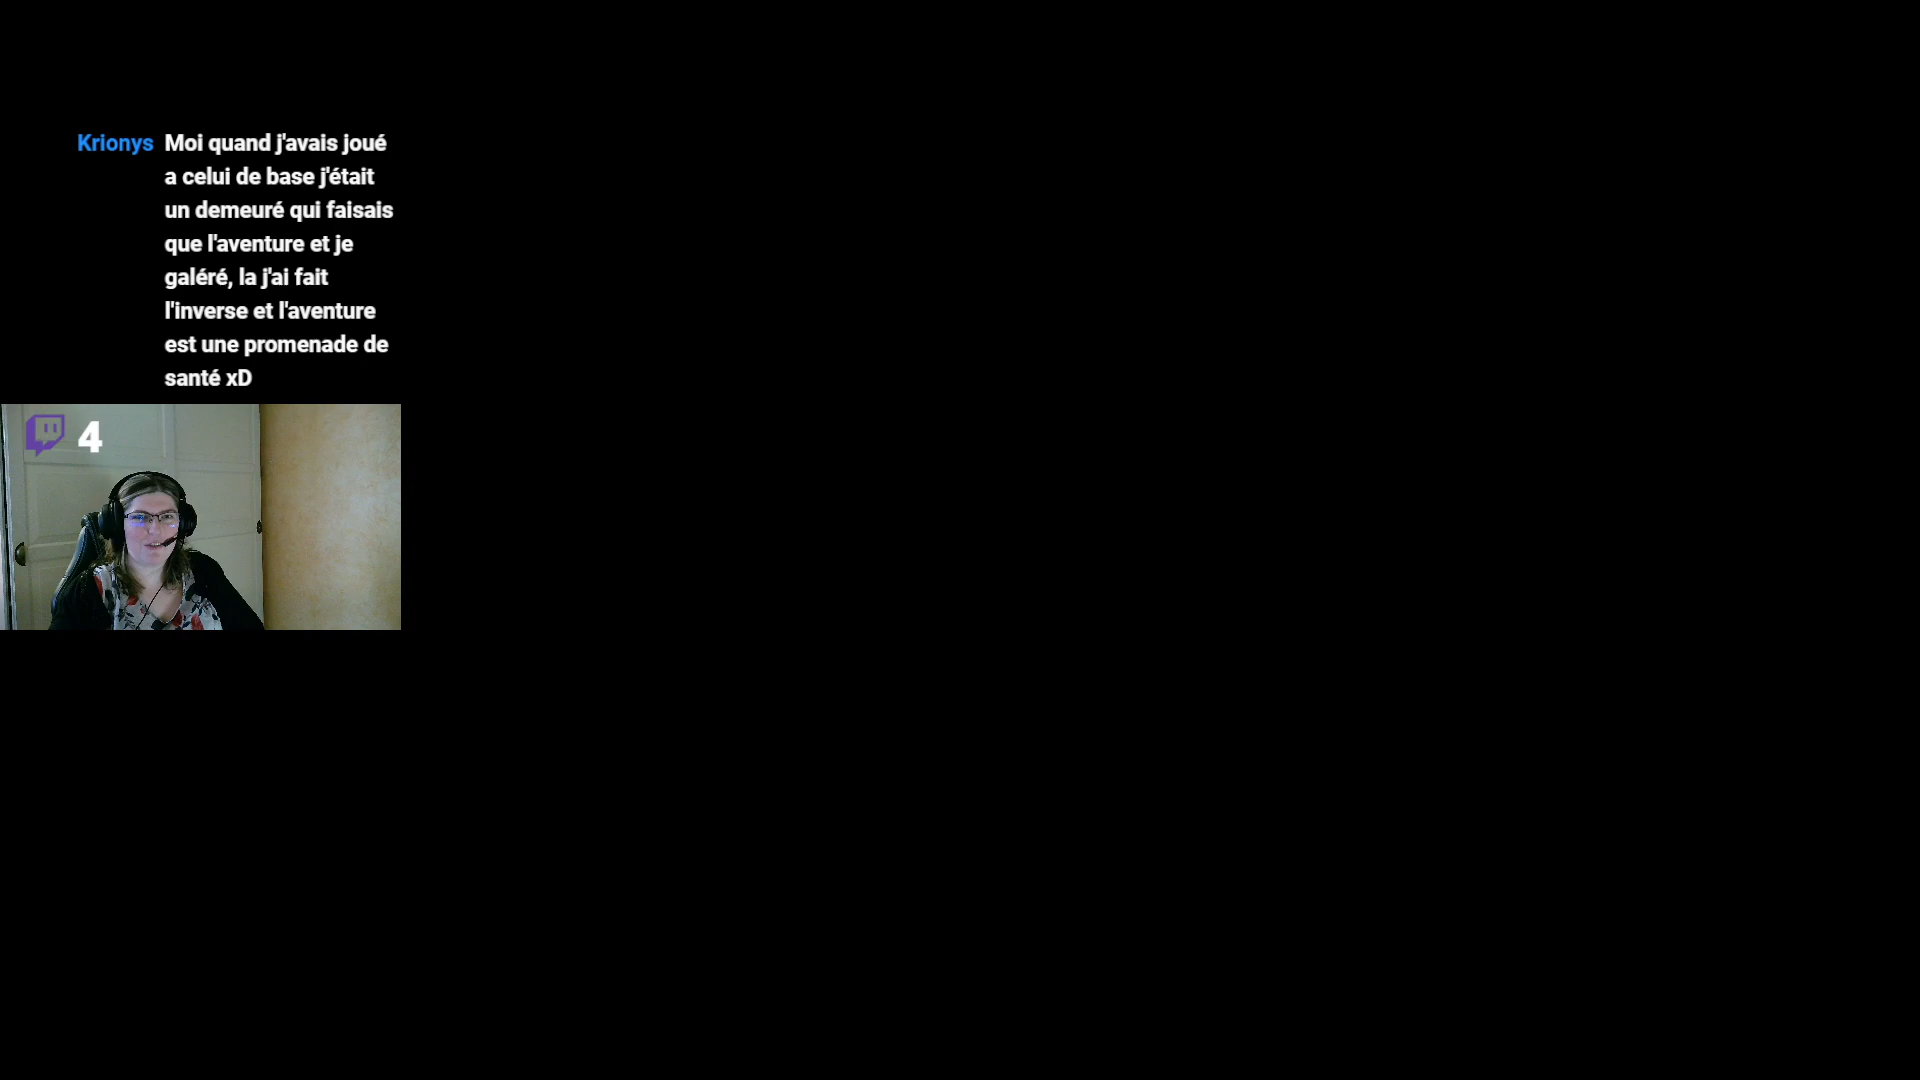 Krionys Moi quand j'avais joué
a celui de base j'était
un demeuré qui faisais
que l'aventure et je
galéré, la j'ai fait
l'inverse et l'aventure
est une promenade de
santé xD
4